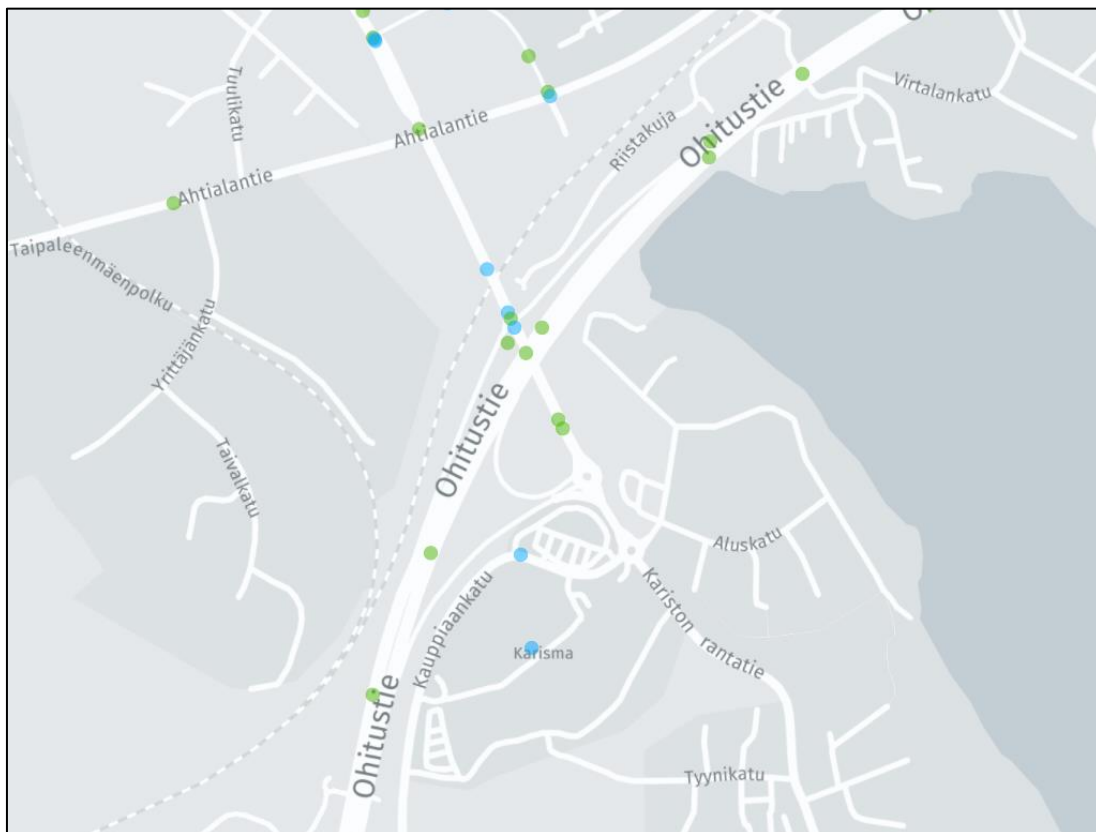 Tuulikatu
Virtalankatu
Ohitustie
Riistakuja
Ahtialantie
Ahtialantie
Taipaleenmäenpolku
Yrittäjänkatu
Ohitustie
Taivalkatu
Aluskatu
Kauppiaankatu
Kariston rantatie
Karisma
Ohitustie
Tyynikatu